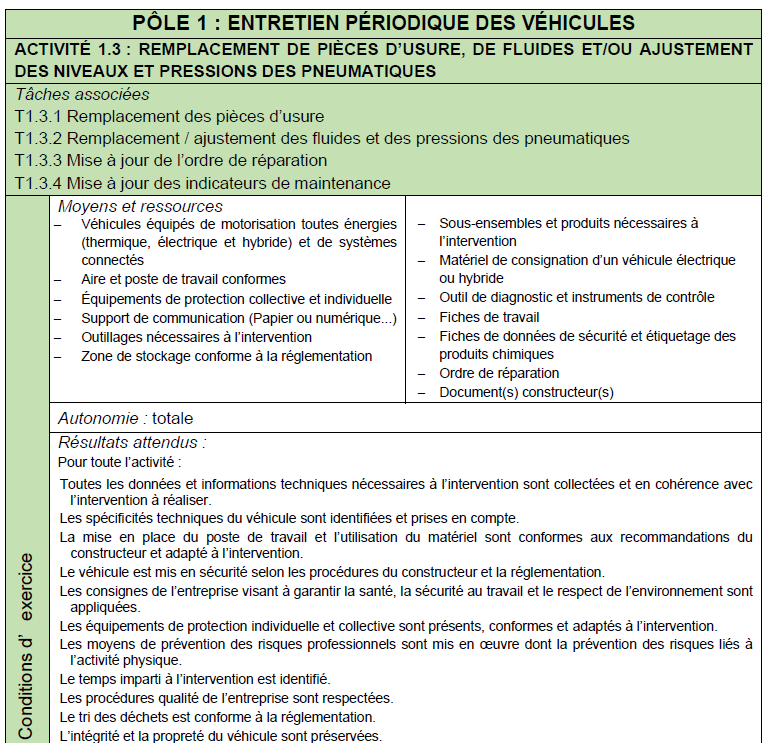 PÔLE 1 : ENTRETIEN PÉRIODIQUE DES VÉHICULES
ACTIVITÉ 1.3 : REMPLACEMENT DE PIÈCES D’USURE, DE FLUIDES ET/OU AJUSTEMENT
DES NIVEAUX ET PRESSIONS DES PNEUMATIQUES
Tâches associées
T1.3.1 Remplacement des pièces d’usure
T1.3.2 Remplacement / ajustement des fluides et des pressions des pneumatiques
T1.3.3 Mise à jour de l’ordre de réparation
T1.3.4 Mise à jour des indicateurs de maintenance
Conditions d’ exercice
Moyens et ressources
– Véhicules équipés de motorisation toutes énergies
(thermique, électrique et hybride) et de systèmes
connectés
– Aire et poste de travail conformes
– Équipements de protection collective et individuelle
– Support de communication (Papier ou numérique...)
– Outillages nécessaires à l’intervention
– Zone de stockage conforme à la réglementation
– Sous-ensembles et produits nécessaires à
l’intervention
– Matériel de consignation d’un véhicule électrique
ou hybride
– Outil de diagnostic et instruments de contrôle
– Fiches de travail
– Fiches de données de sécurité et étiquetage des
produits chimiques
– Ordre de réparation
– Document(s) constructeur(s)
Autonomie : totale
Résultats attendus :
Pour toute l’activité :
Toutes les données et informations techniques nécessaires à l’intervention sont collectées et en cohérence avec
l’intervention à réaliser.
Les spécificités techniques du véhicule sont identifiées et prises en compte.
La mise en place du poste de travail et l’utilisation du matériel sont conformes aux recommandations du
constructeur et adapté à l’intervention.
Le véhicule est mis en sécurité selon les procédures du constructeur et la réglementation.
Les consignes de l’entreprise visant à garantir la santé, la sécurité au travail et le respect de l’environnement sont
appliquées.
Les équipements de protection individuelle et collective sont présents, conformes et adaptés à l’intervention.
Les moyens de prévention des risques professionnels sont mis en œuvre dont la prévention des risques liés à
l’activité physique.
Le temps imparti à l’intervention est identifié.
Les procédures qualité de l’entreprise sont respectées.
Le tri des déchets est conforme à la réglementation.
L’intégrité et la propreté du véhicule sont préservées.